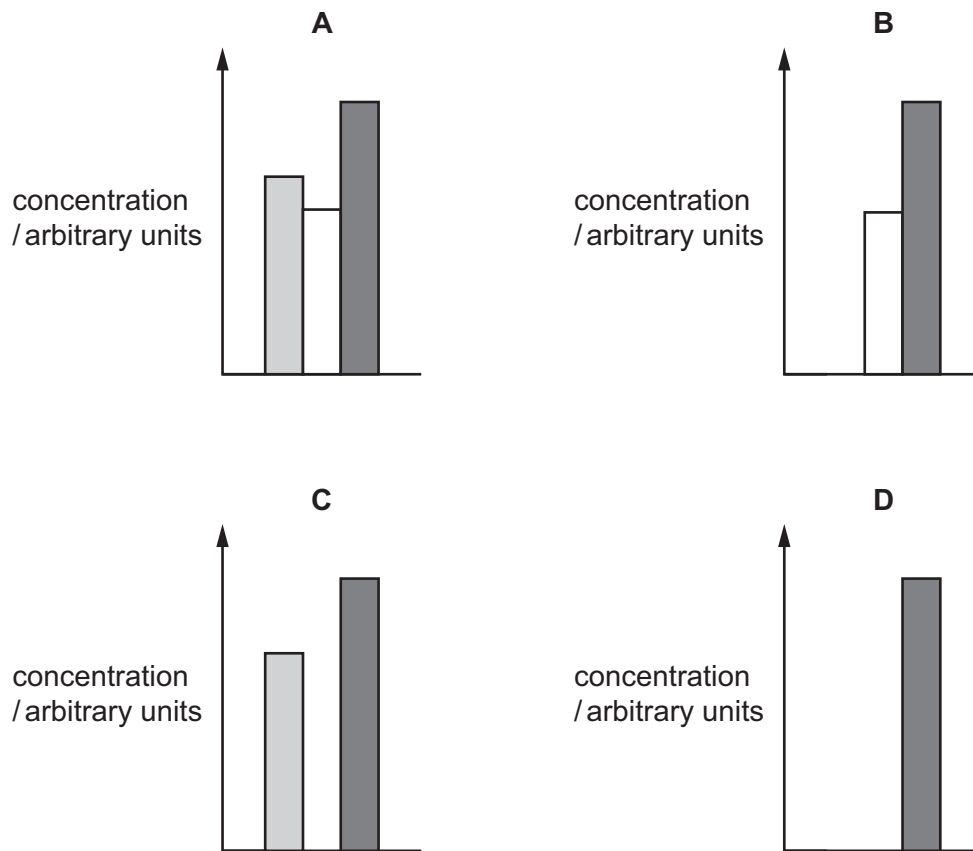 A
B
concentration
/ arbitrary units
concentration
/ arbitrary units
C
D
concentration
/ arbitrary units
concentration
/ arbitrary units